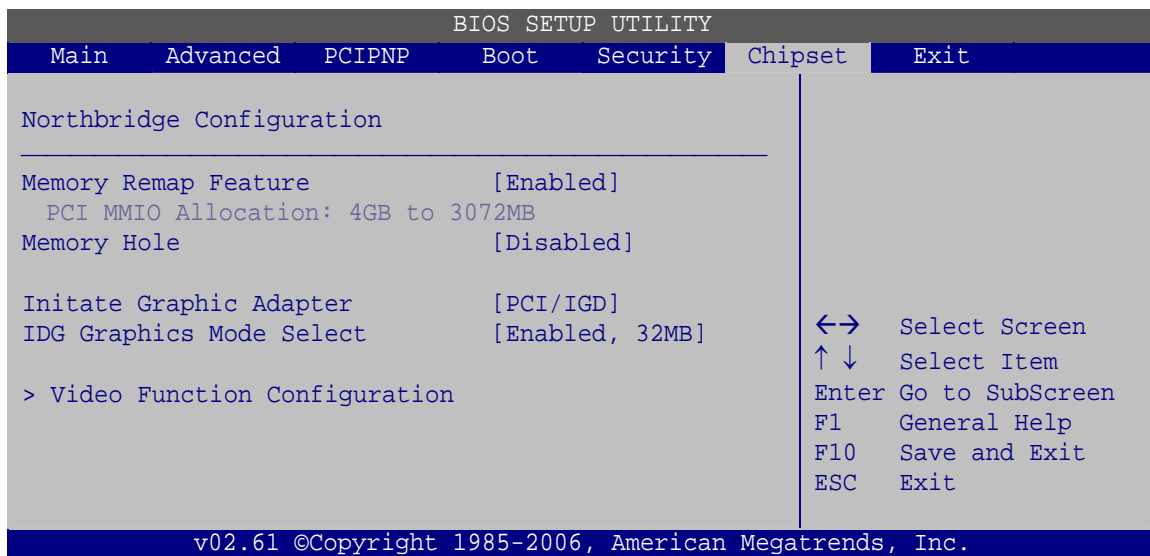 BIOS SETUP UTILITY
Main Advanced PCIPNP Boot Security Chipset Exit
Northbridge Configuration
Memory Remap Feature [Enabled]
PCI MMIO Allocation: 4GB to 3072MB
Memory Hole [Disabled]
Initate Graphic Adapter [PCI/IGD]
IDG Graphics Mode Select [Enabled, 32MB]
> Video Function Configuration
←→ Select Screen
↑ ↓ Select Item
Enter Go to SubScreen
F1 General Help
F10 Save and Exit
ESC Exit
v02.61 ©Copyright 1985-2006, American Megatrends, Inc.